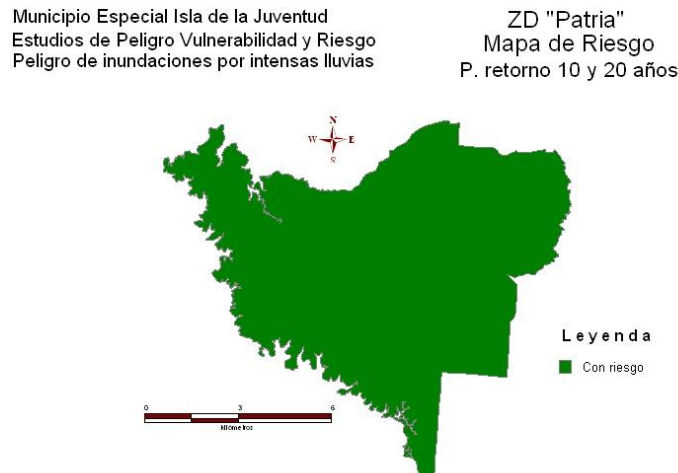 Municipio Especial Isla de la Juventud
Estudios de Peligro Vulnerabilidad y Riesgo
Peligro de inundaciones por intensas lluvias
ZD "Patria"
Mapa de Riesgo
P. retorno 10 y 20 años
N
W E
S
Leyenda
Con riesgo
0 3 6
kilómetros